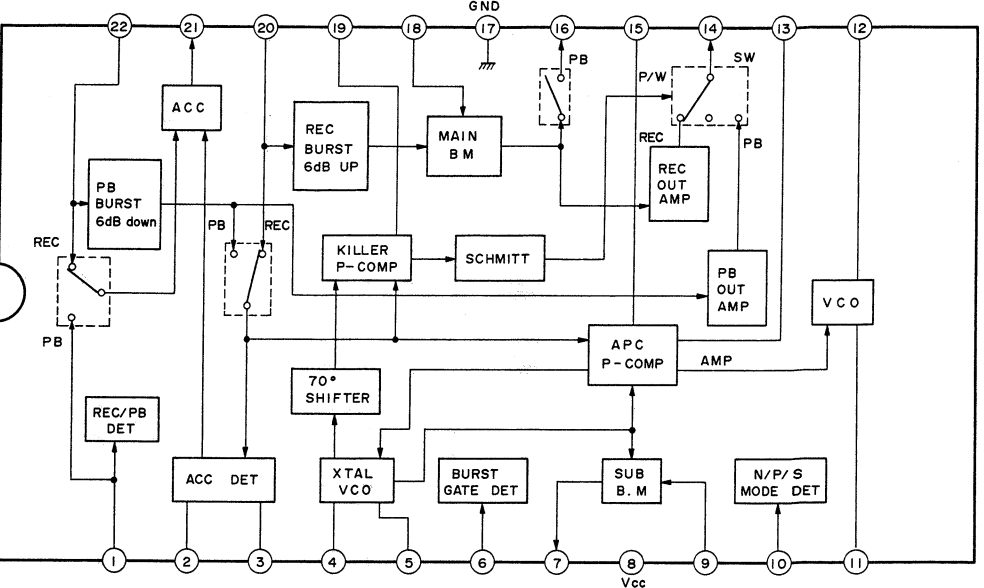 GND
22 21 20 19 18 17 16 15 14 13 12
PB
SW
P/W
ACC
REC
BURST
6dB UP
MAIN
BM
REC
PB
REC
OUT
AMP
PB
BURST
6dB down
PB
REC
REC
KILLER
P-COMP
SCHMITT
PB
OUT
AMP
VCO
PB
APC
P-COMP
AMP
70°
SHIFTER
REC/PB
DET
ACC DET
XTAL
VCO
BURST
GATE DET
SUB
B.M
N/P/S
MODE DET
1 2 3 4 5 6 7 8 9 10 11
Vcc